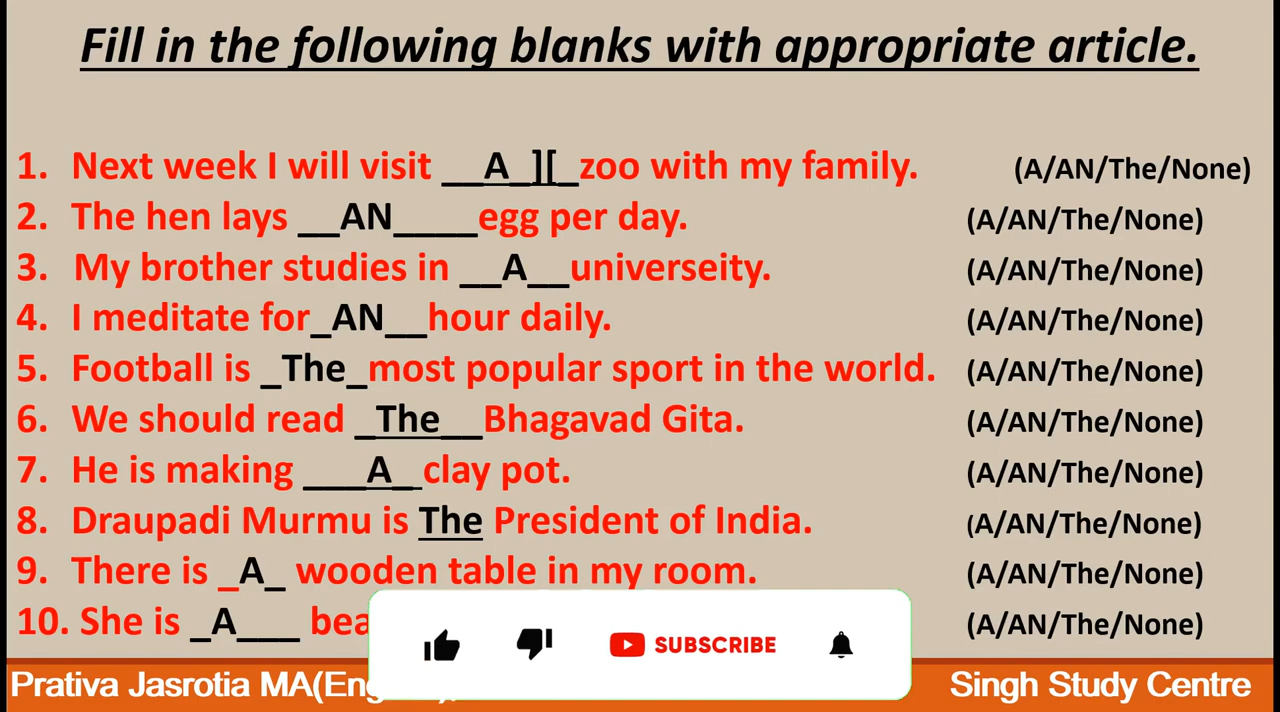 Fill in the following blanks with appropriate article.
1. Next week I will visit __A_][_zoo with my family. (A/AN/The/None)
2. The hen lays __AN____egg per day. (A/AN/The/None)
3. My brother studies in __A__universeity. (A/AN/The/None)
4. I meditate for_AN__hour daily. (A/AN/The/None)
5. Football is _The_most popular sport in the world. (A/AN/The/None)
6. We should read _The__Bhagavad Gita. (A/AN/The/None)
7. He is making ___A_ clay pot. (A/AN/The/None)
8. Draupadi Murmu is The President of India. (A/AN/The/None)
9. There is _A_ wooden table in my room. (A/AN/The/None)
10. She is _A___ (A/AN/The/None)
SUBSCRIBE
Prativa Jasrotia Singh Study Centre